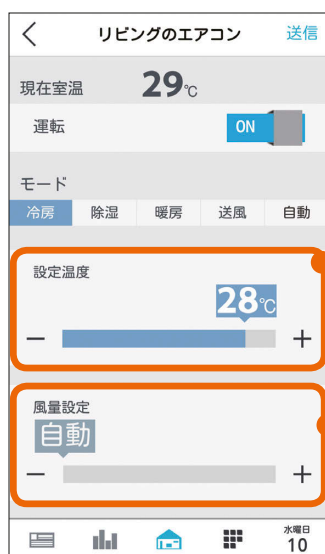 リビングのエアコン 送信
現在室温 29℃
運転 ON
モード
冷房 除湿 暖房 送風 自動
設定温度
28℃
風量設定
自動
水曜日
10